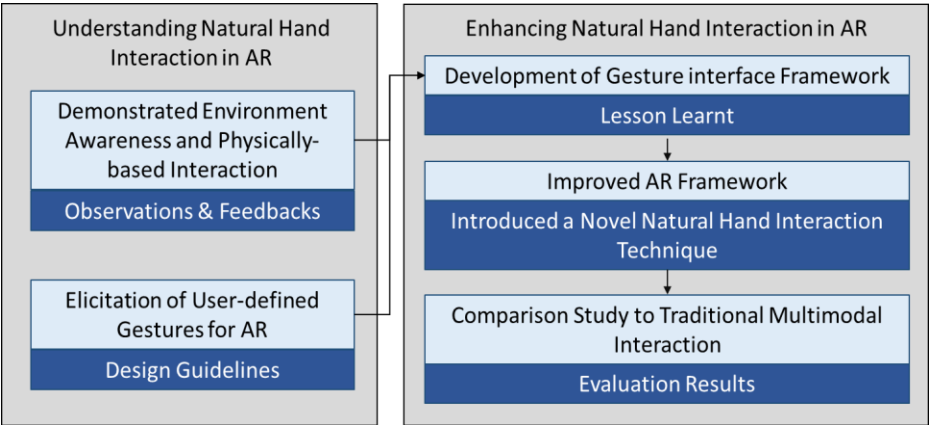 Understanding Natural Hand
Interaction in AR
Demonstrated Environment
Awareness and Physically-
based Interaction
Observations & Feedbacks
Elicitation of User-defined
Gestures for AR
Design Guidelines
Enhancing Natural Hand Interaction in AR
Development of Gesture interface Framework
Lesson Learnt
Improved AR Framework
Introduced a Novel Natural Hand Interaction
Technique
Comparison Study to Traditional Multimodal
Interaction
Evaluation Results